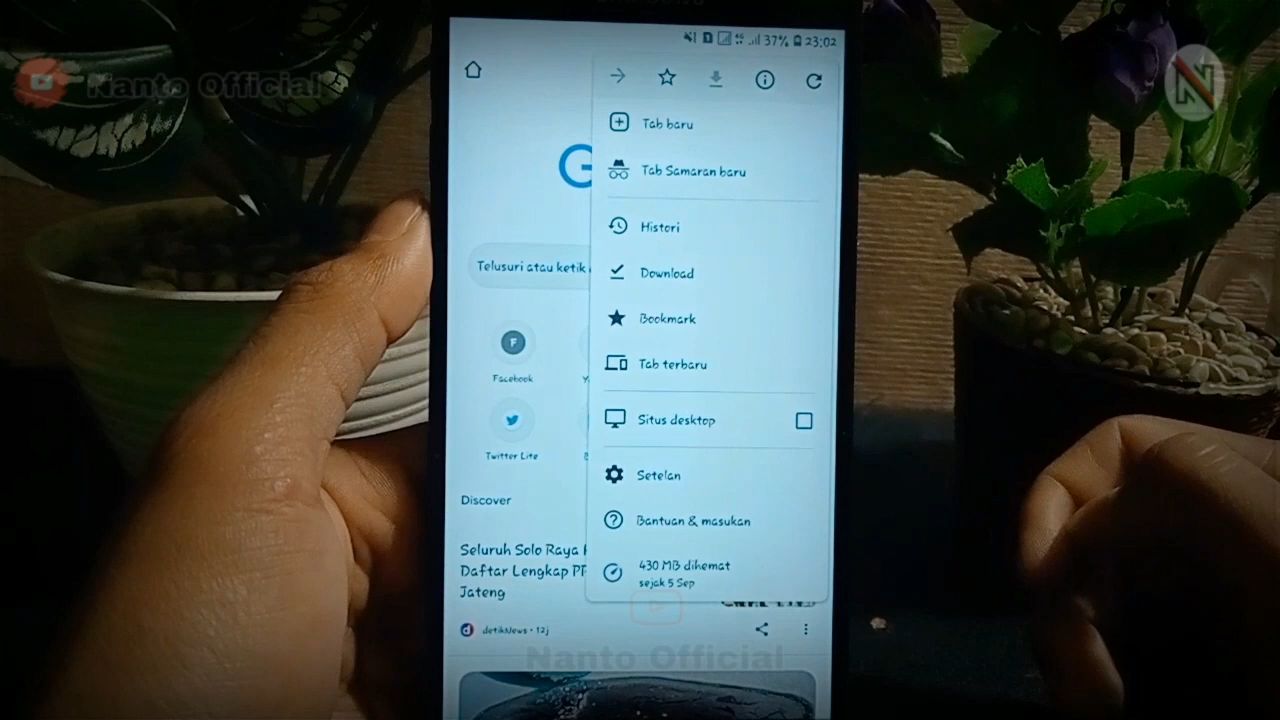 Nanto Official
N
37% 23:02
Tab baru
Tab Samaran baru
Histori
Telusuri atau ketik
Download
Bookmark
F
Tab terbaru
Facebook
Situs desktop
Twitter Lite
Setelan
Discover
Bantuan & masukan
Seluruh Solo Raya
Daftar Lengkap
Jateng
430 MB dihemat
sejak 5 Sep
detikNews • 12j
Nanto Official